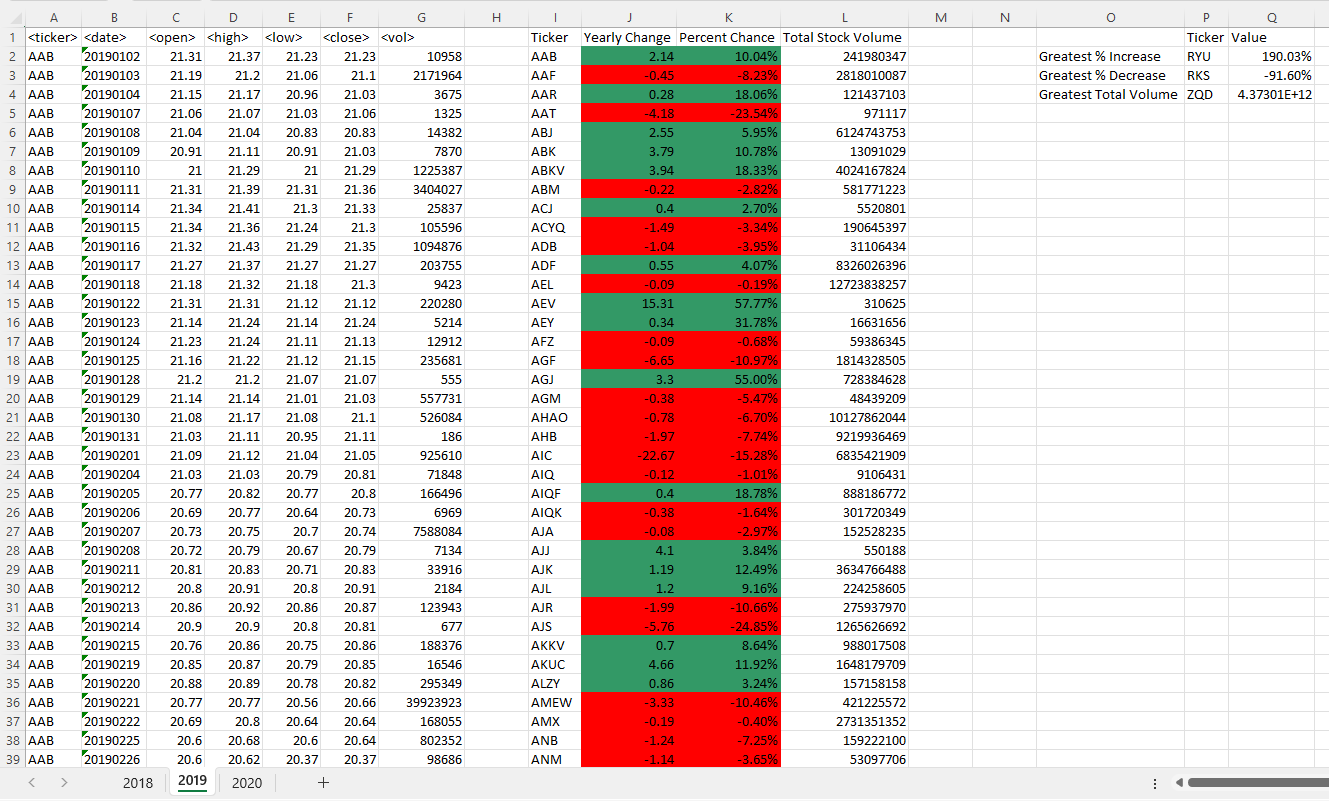 A B C D E F G H I J K L M N O P Q
1 <ticker> <date> <open> <high> <low> <close> <vol> Ticker Yearly Change Percent Chance Total Stock Volume Ticker Value
2 AAB 20190102 21.31 21.37 21.23 21.23 10958 AAB 2.14 10.04% 241980347 Greatest % Increase RYU 190.03%
3 AAB 20190103 21.19 21.2 21.06 21.1 2171964 AAF -0.45 -8.23% 2818010087 Greatest % Decrease RKS -91.60%
4 AAB 20190104 21.15 21.17 20.96 21.03 3675 AAR 0.28 18.06% 121437103 Greatest Total Volume ZQD 4.37301E+12
5 AAB 20190107 21.06 21.07 21.03 21.06 1325 AAT -4.18 -23.54% 971117
6 AAB 20190108 21.04 21.04 20.83 20.83 14382 ABJ 2.55 5.95% 6124743753
7 AAB 20190109 20.91 21.11 20.91 21.03 7870 ABK 3.79 10.78% 13091029
8 AAB 20190110 21 21.29 21 21.29 1225387 ABKV 3.94 18.33% 4024167824
9 AAB 20190111 21.31 21.39 21.31 21.36 3404027 ABM -0.22 -2.82% 581771223
10 AAB 20190114 21.34 21.41 21.3 21.33 25837 ACJ 0.4 2.70% 5520801
11 AAB 20190115 21.34 21.36 21.24 21.3 105596 ACYQ -1.49 -3.34% 190645397
12 AAB 20190116 21.32 21.43 21.29 21.35 1094876 ADB -1.04 -3.95% 31106434
13 AAB 20190117 21.27 21.37 21.27 21.27 203755 ADF 0.55 4.07% 8326026396
14 AAB 20190118 21.18 21.32 21.18 21.3 9423 AEL -0.09 -0.19% 12723838257
15 AAB 20190122 21.31 21.31 21.12 21.12 220280 AEV 15.31 57.77% 310625
16 AAB 20190123 21.14 21.24 21.14 21.24 5214 AEY 0.34 31.78% 16631656
17 AAB 20190124 21.23 21.24 21.11 21.13 12912 AFZ -0.09 -0.68% 59386345
18 AAB 20190125 21.16 21.22 21.12 21.15 235681 AGF -6.65 -10.97% 1814328505
19 AAB 20190128 21.2 21.2 21.07 21.07 555 AGJ 3.3 55.00% 728384628
20 AAB 20190129 21.14 21.14 21.01 21.03 557731 AGM -0.38 -5.47% 48439209
21 AAB 20190130 21.08 21.17 21.08 21.1 526084 AHAO -0.78 -6.70% 10127862044
22 AAB 20190131 21.03 21.11 20.95 21.11 186 AHB -1.97 -7.74% 9219936469
23 AAB 20190201 21.09 21.12 21.04 21.05 925610 AIC -22.67 -15.28% 6835421909
24 AAB 20190204 21.03 21.03 20.79 20.81 71848 AIQ -0.12 -1.01% 9106431
25 AAB 20190205 20.77 20.82 20.77 20.8 166496 AIQF 0.4 18.78% 888186772
26 AAB 20190206 20.69 20.77 20.64 20.73 6969 AIQK -0.38 -1.64% 301720349
27 AAB 20190207 20.73 20.75 20.7 20.74 7588084 AJA -0.08 -2.97% 152528235
28 AAB 20190208 20.72 20.79 20.67 20.79 7134 AJJ 4.1 3.84% 550188
29 AAB 20190211 20.81 20.83 20.71 20.83 33916 AJK 1.19 12.49% 3634766488
30 AAB 20190212 20.8 20.91 20.8 20.91 2184 AJL 1.2 9.16% 224258605
31 AAB 20190213 20.86 20.92 20.86 20.87 123943 AJR -1.99 -10.66% 275937970
32 AAB 20190214 20.9 20.9 20.8 20.81 677 AJS -5.76 -24.85% 1265626692
33 AAB 20190215 20.76 20.86 20.75 20.86 188376 AKKV 0.7 8.64% 988017508
34 AAB 20190219 20.85 20.87 20.79 20.85 16546 AKUC 4.66 11.92% 1648179709
35 AAB 20190220 20.88 20.89 20.78 20.82 295349 ALZY 0.86 3.24% 157158158
36 AAB 20190221 20.77 20.77 20.56 20.66 39923923 AMEW -3.33 -10.46% 421225572
37 AAB 20190222 20.69 20.8 20.64 20.64 168055 AMX -0.19 -0.40% 2731351352
38 AAB 20190225 20.6 20.68 20.6 20.64 802352 ANB -1.24 -7.25% 159222100
39 AAB 20190226 20.6 20.62 20.37 20.37 98686 ANM -1.14 -3.65% 53097706
2018 2019 2020